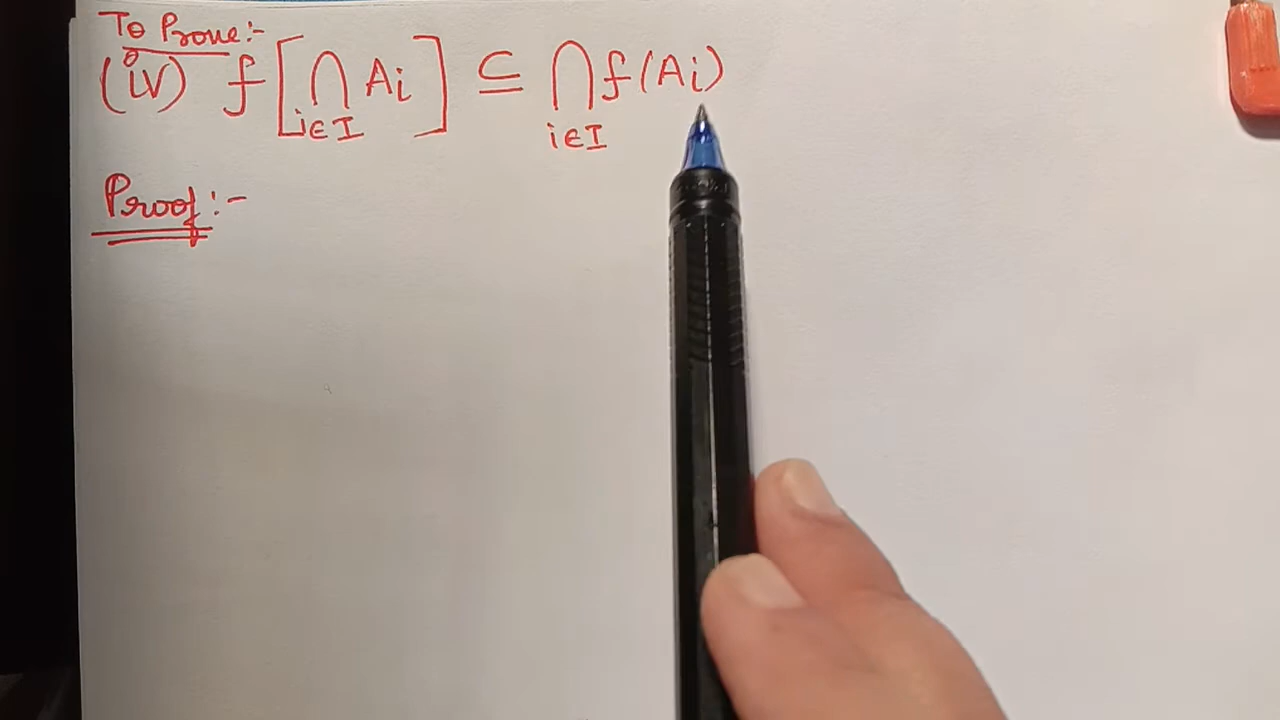 To Prove:-
(iv) f[⋂ Ai] ⊆ ⋂ f(Ai)
i∈I i∈I
Proof:-